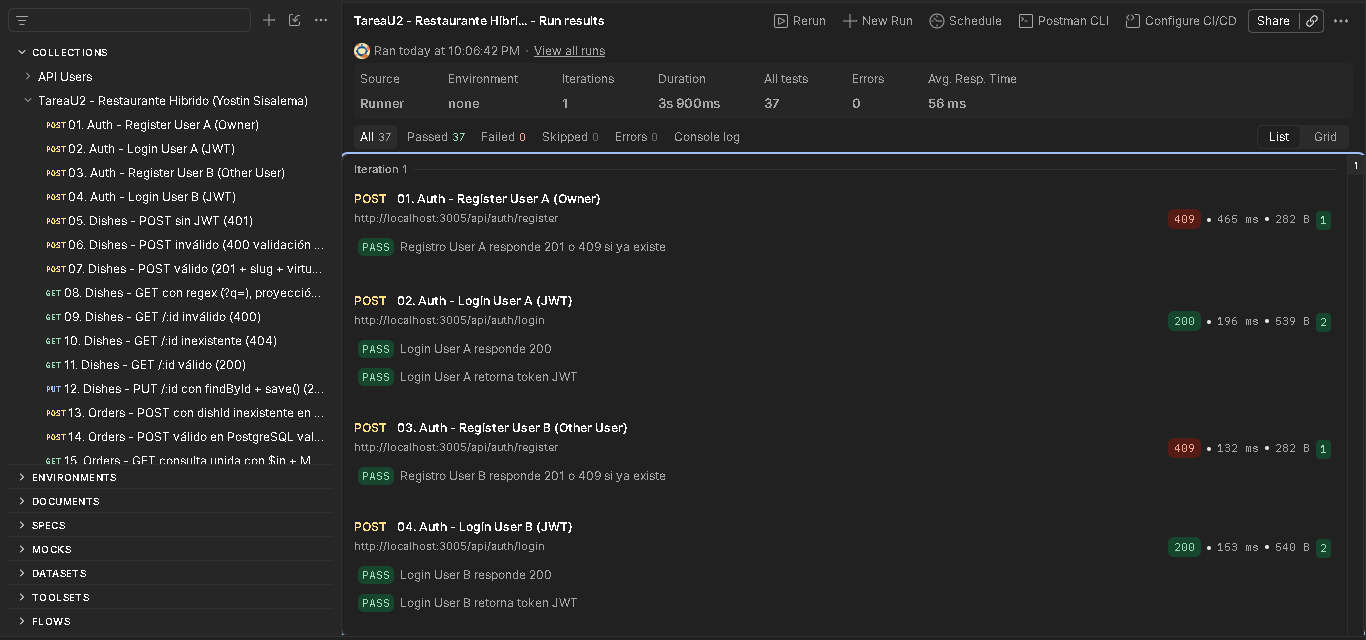 COLLECTIONS
API Users
TareaU2 - Restaurante Híbrido (Yostin Sisalema)
POST 01. Auth - Register User A (Owner)
POST 02. Auth - Login User A (JWT)
POST 03. Auth - Register User B (Other User)
POST 04. Auth - Login User B (JWT)
POST 05. Dishes - POST sin JWT (401)
POST 06. Dishes - POST inválido (400 validación ...
POST 07. Dishes - POST válido (201 + slug + virtu...
GET 08. Dishes - GET con regex (?q=), proyecció...
GET 09. Dishes - GET /:id inválido (400)
GET 10. Dishes - GET /:id inexistente (404)
GET 11. Dishes - GET /:id válido (200)
PUT 12. Dishes - PUT /:id con findById + save() (2...
POST 13. Orders - POST con dishId inexistente en ...
POST 14. Orders - POST válido en PostgreSQL val...
GET 15. Orders - GET consulta unida con $in + M...
ENVIRONMENTS
DOCUMENTS
SPECS
MOCKS
DATASETS
TOOLSETS
FLOWS
TareaU2 - Restaurante Híbri... - Run results
Rerun
New Run
Schedule
Postman CLI
Configure CI/CD
Share
Ran today at 10:06:42 PM · View all runs
Source Environment Iterations Duration All tests Errors Avg. Resp. Time
Runner none 1 3s 900ms 37 0 56 ms
All 37 Passed 37 Failed 0 Skipped 0 Errors 0 Console log List Grid
Iteration 1
1
POST 01. Auth - Register User A (Owner)
http://localhost:3005/api/auth/register
409 • 465 ms • 282 B 1
PASS Registro User A responde 201 o 409 si ya existe
POST 02. Auth - Login User A (JWT)
http://localhost:3005/api/auth/login
200 • 196 ms • 539 B 2
PASS Login User A responde 200
PASS Login User A retorna token JWT
POST 03. Auth - Register User B (Other User)
http://localhost:3005/api/auth/register
409 • 132 ms • 282 B 1
PASS Registro User B responde 201 o 409 si ya existe
POST 04. Auth - Login User B (JWT)
http://localhost:3005/api/auth/login
200 • 153 ms • 540 B 2
PASS Login User B responde 200
PASS Login User B retorna token JWT